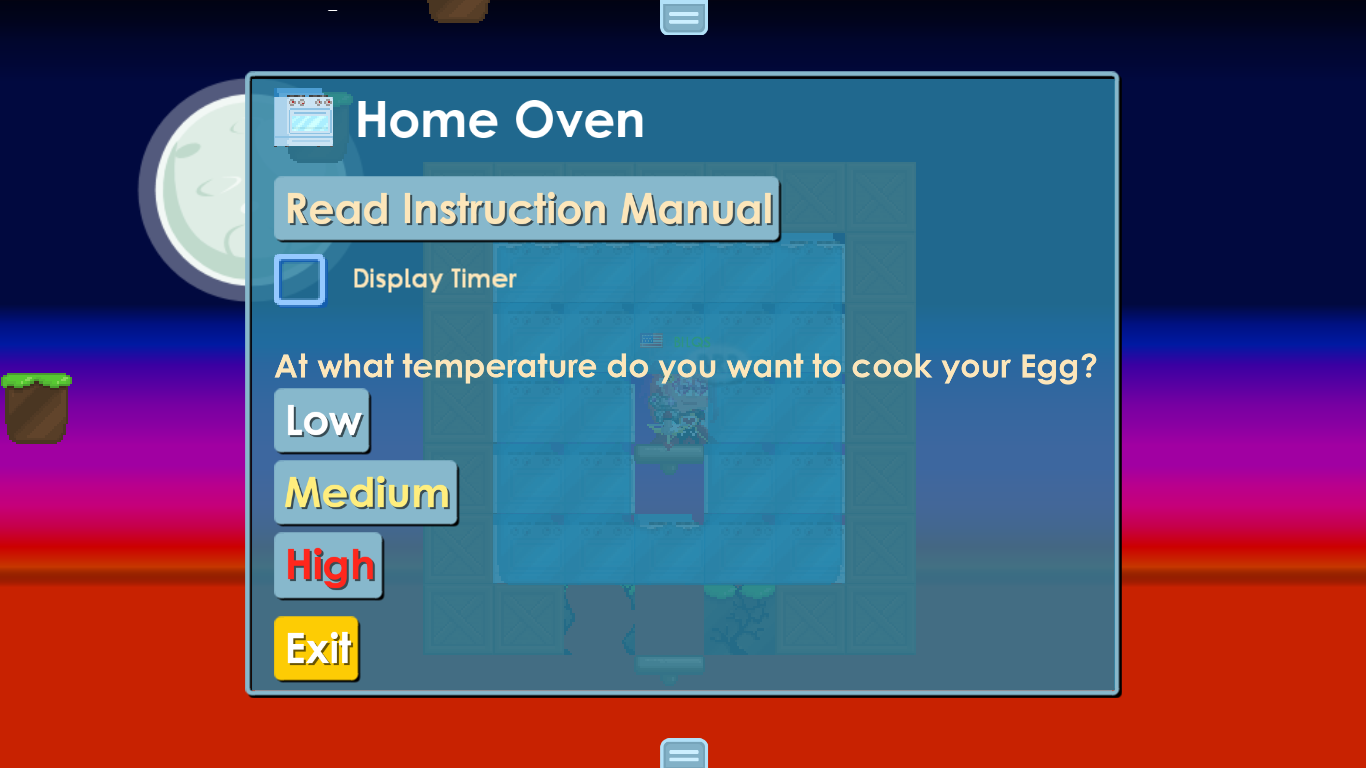 Home Oven
Read Instruction Manual
Display Timer
At what temperature do you want to cook your Egg?
Low
Medium
High
Exit